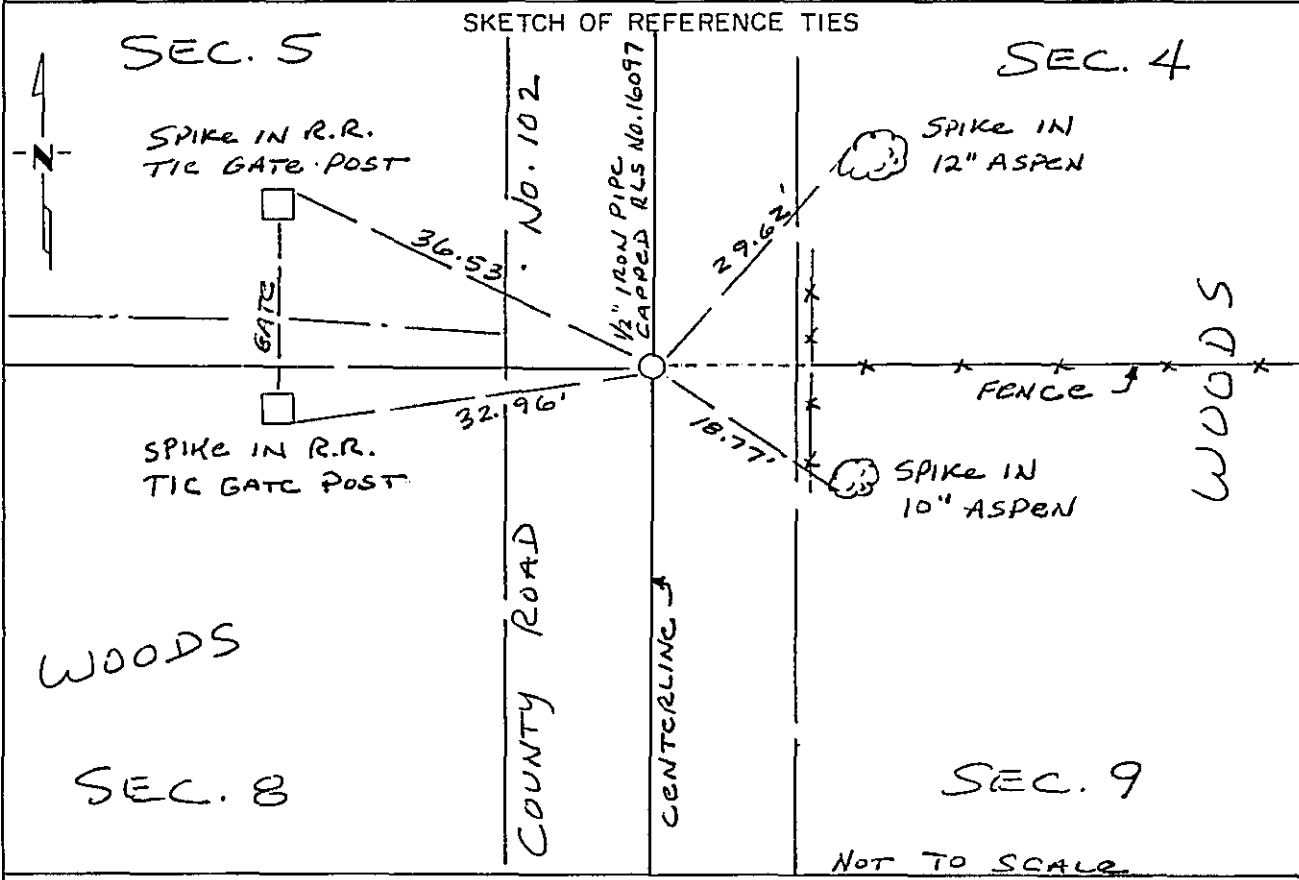 SKETCH OF REFERENCE TIES
SEC. 5
SEC. 4
N
SPIKE IN R.R.
TIE GATE POST
No. 102
1/2" IRON PIPE
CAPPED RLS No.16097
SPIKE IN
12" ASPEN
36.53'
29.62'
GATE
WOODS
FENCE
32.96'
18.77'
SPIKE IN R.R.
TIE GATE POST
SPIKE IN
10" ASPEN
COUNTY ROAD
CENTERLINE
WOODS
SEC. 8
SEC. 9
NOT TO SCALE